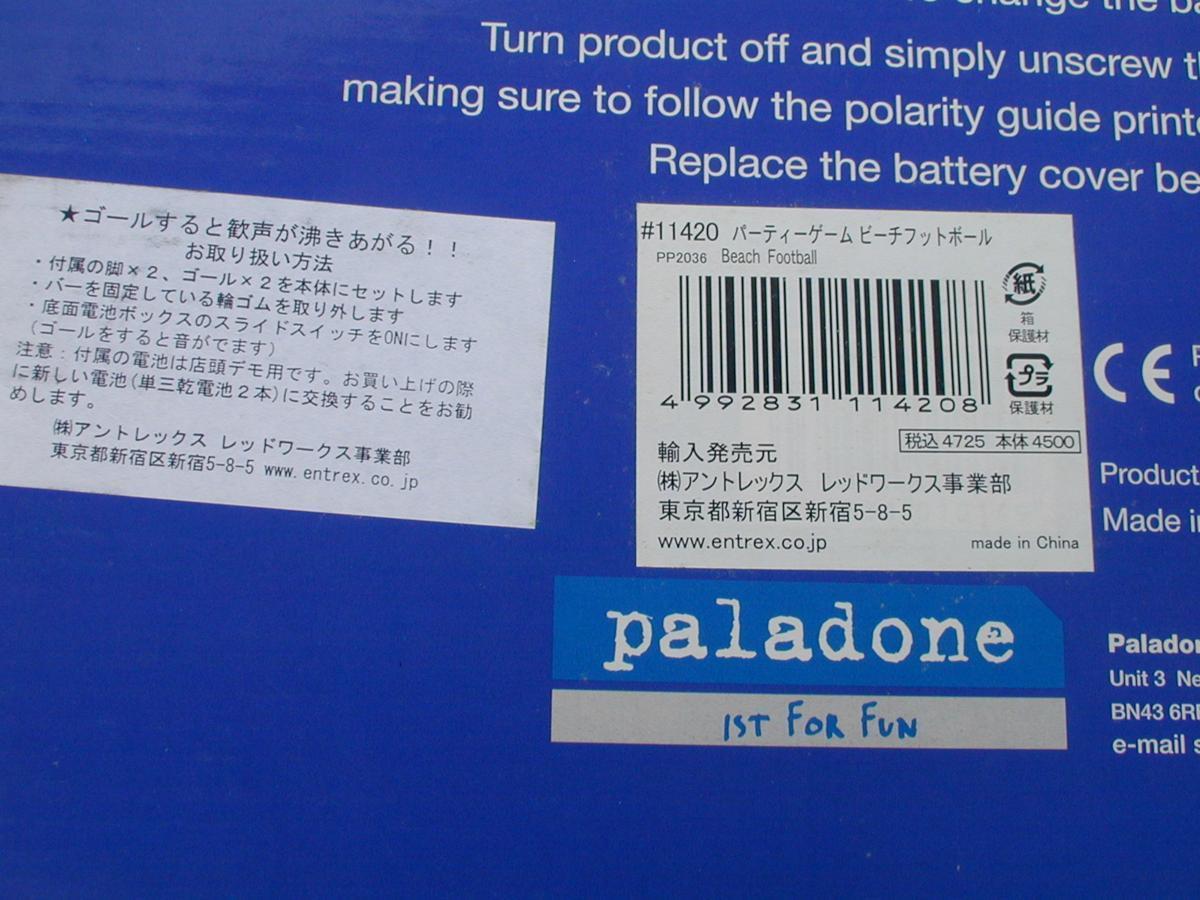 change the
Turn product off and simply unscrew
making sure to follow the polarity guide
Replace the battery cover
★ゴールすると歓声が沸きあがる！！
お取り扱い方法
・付属の脚×２、ゴール×２を本体にセットします
・バーを固定している輪ゴムを取り外します
・底面電池ボックスのスライドスイッチをONにします
（ゴールをすると音がでます）
注意：付属の電池は店頭デモ用です。お買い上げの際
に新しい電池(単三乾電池２本)に交換することをお勧
めします。
㈱アントレックス レッドワークス事業部
東京都新宿区新宿5-8-5 www.entrex.co.jp
#11420 パーティーゲーム ビーチフットボール
PP2036 Beach Football
紙
箱
保護材
プラ
保護材
4 992831 114208
税込 4725 本体 4500
輸入発売元
㈱アントレックス レッドワークス事業部
東京都新宿区新宿5-8-5
www.entrex.co.jp
made in China
CE
Product
Made
paladone
1ST FOR FUN
Unit 3
BN43
e-mail